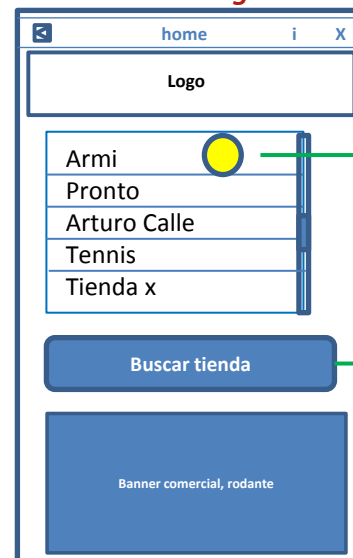 home i X
Logo
Armi
Pronto
Arturo Calle
Tennis
Tienda x
Buscar tienda
Banner comercial, rodante